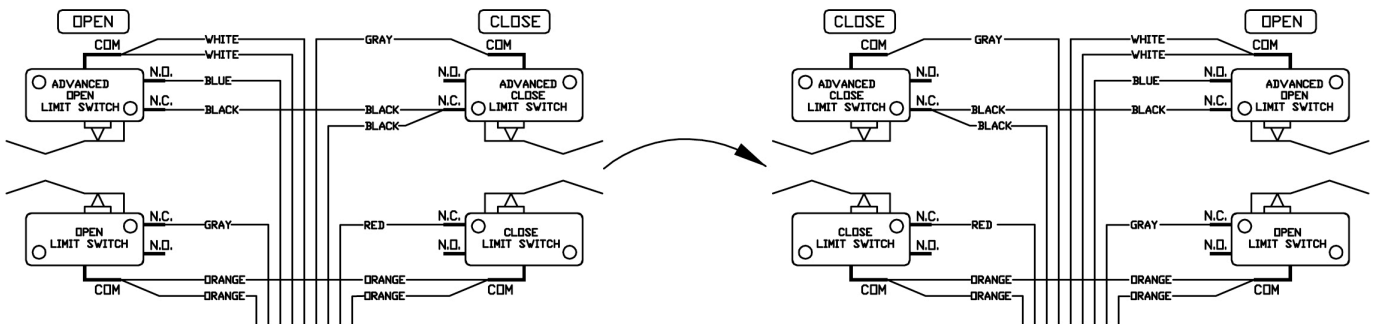 OPEN
CLOSE
CLOSE
OPEN
COM
WHITE
GRAY
COM
COM
GRAY
WHITE
COM
WHITE
WHITE
ADVANCED
OPEN
LIMIT SWITCH
N.O.
BLUE
N.O.
ADVANCED
CLOSE
LIMIT SWITCH
ADVANCED
CLOSE
LIMIT SWITCH
N.O.
BLUE
N.O.
ADVANCED
OPEN
LIMIT SWITCH
N.C.
BLACK
BLACK
N.C.
N.C.
BLACK
BLACK
N.C.
BLACK
BLACK
OPEN
LIMIT SWITCH
N.C.
GRAY
RED
N.C.
CLOSE
LIMIT SWITCH
CLOSE
LIMIT SWITCH
N.C.
RED
GRAY
N.C.
OPEN
LIMIT SWITCH
N.O.
N.O.
N.O.
N.O.
COM
ORANGE
ORANGE
COM
COM
ORANGE
ORANGE
COM
ORANGE
ORANGE
ORANGE
ORANGE